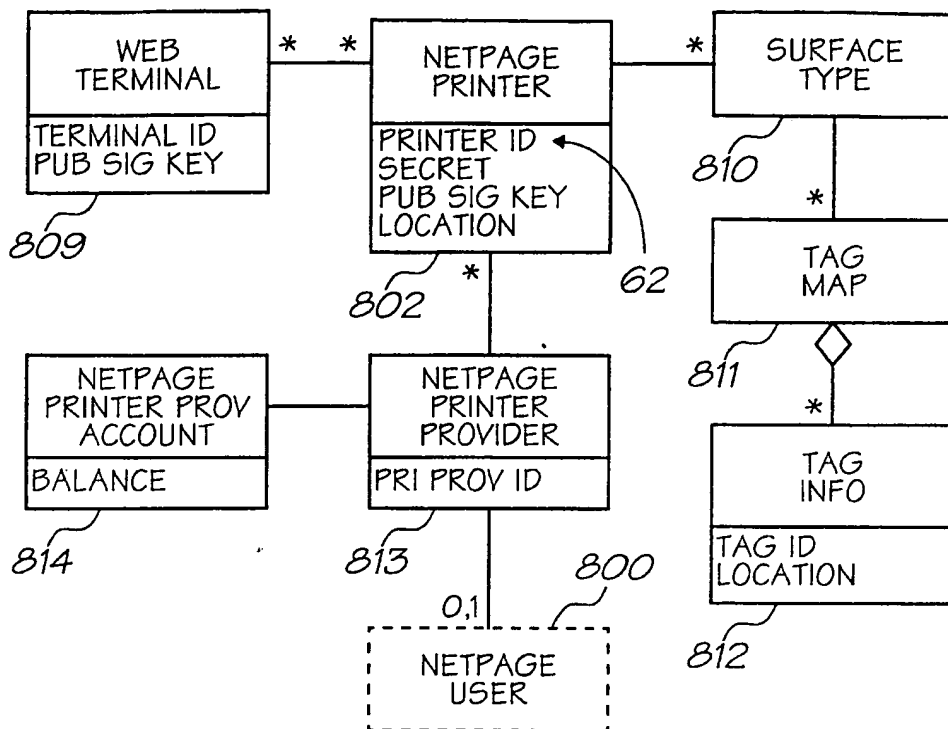 WEB
TERMINAL
TERMINAL ID
PUB SIG KEY
809
*
*
NETPAGE
PRINTER
PRINTER ID
SECRET
PUB SIG KEY
LOCATION
802
62
*
SURFACE
TYPE
810
*
TAG
MAP
811
*
TAG
INFO
TAG ID
LOCATION
812
*
NETPAGE
PRINTER PROV
ACCOUNT
BALANCE
814
NETPAGE
PRINTER
PROVIDER
PRI PROV ID
813
0,1
800
NETPAGE
USER